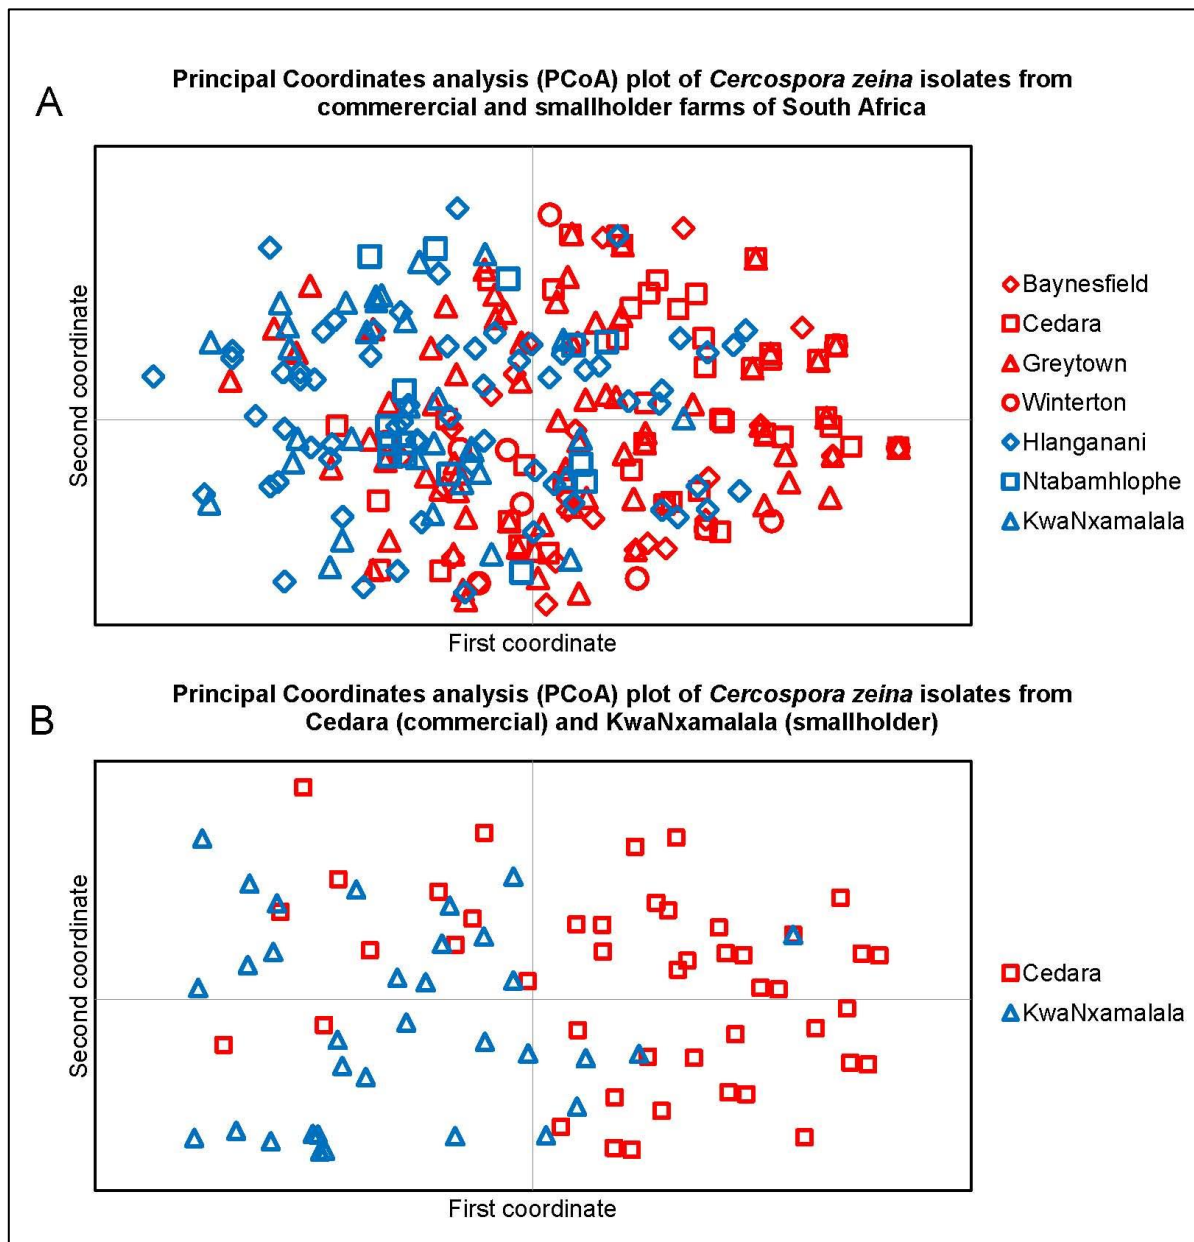 A
Principal Coordinates analysis (PCoA) plot of Cercospora zeina isolates from
commerercial and smallholder farms of South Africa
Second coordinate
First coordinate
Baynesfield
Cedara
Greytown
Winterton
Hlanganani
Ntabamhlophe
KwaNxamalala
B
Principal Coordinates analysis (PCoA) plot of Cercospora zeina isolates from
Cedara (commercial) and KwaNxamalala (smallholder)
Second coordinate
First coordinate
Cedara
KwaNxamalala